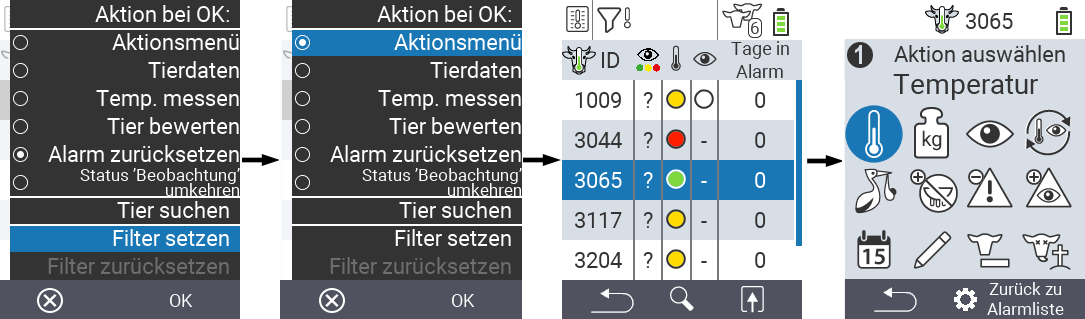 Aktion bei OK:
Aktionsmenü
Tierdaten
Temp. messen
Tier bewerten
Alarm zurücksetzen
Status 'Beobachtung'
umkehren
Tier suchen
Filter setzen
Filter zurücksetzen
OK
Aktion bei OK:
Aktionsmenü
Tierdaten
Temp. messen
Tier bewerten
Alarm zurücksetzen
Status 'Beobachtung'
umkehren
Tier suchen
Filter setzen
Filter zurücksetzen
OK
6
ID Tage in
Alarm
1009 ? 0
3044 ? - 0
3065 ? - 0
3117 ? - 0
3204 ? - 0
3065
1 Aktion auswählen
Temperatur
kg
15
Zurück zu
Alarmliste